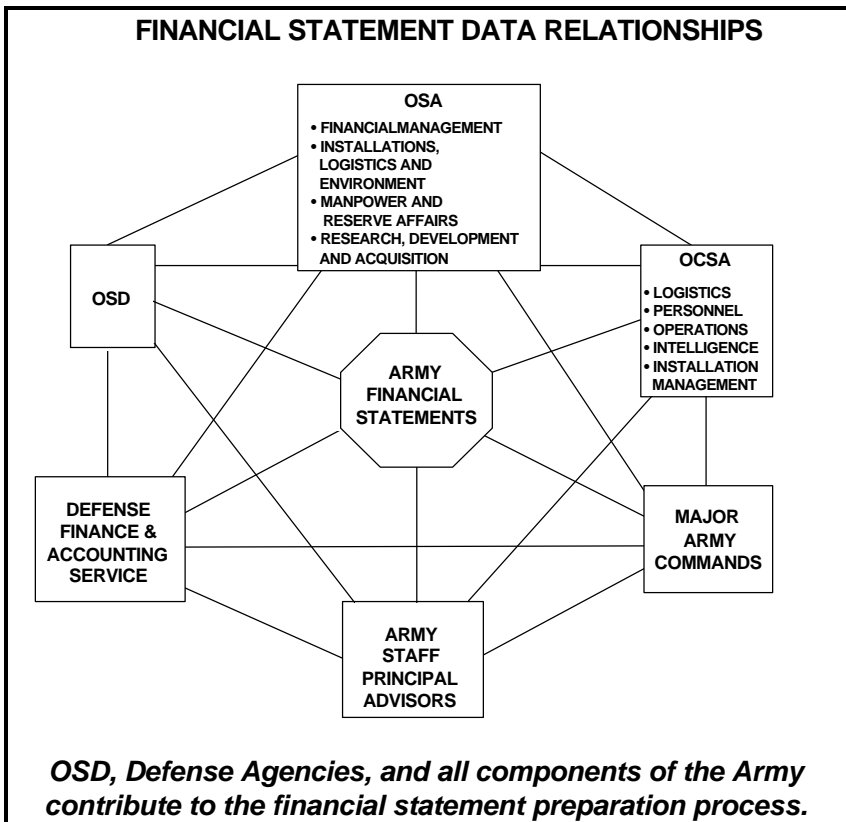 FINANCIAL STATEMENT DATA RELATIONSHIPS
OSA
• FINANCIALMANAGEMENT
• INSTALLATIONS,
LOGISTICS AND
ENVIRONMENT
• MANPOWER AND
RESERVE AFFAIRS
• RESEARCH, DEVELOPMENT
AND ACQUISITION
OSD
OCSA
• LOGISTICS
• PERSONNEL
• OPERATIONS
• INTELLIGENCE
• INSTALLATION
MANAGEMENT
ARMY
FINANCIAL
STATEMENTS
DEFENSE
FINANCE &
ACCOUNTING
SERVICE
MAJOR
ARMY
COMMANDS
ARMY
STAFF
PRINCIPAL
ADVISORS
OSD, Defense Agencies, and all components of the Army
contribute to the financial statement preparation process.